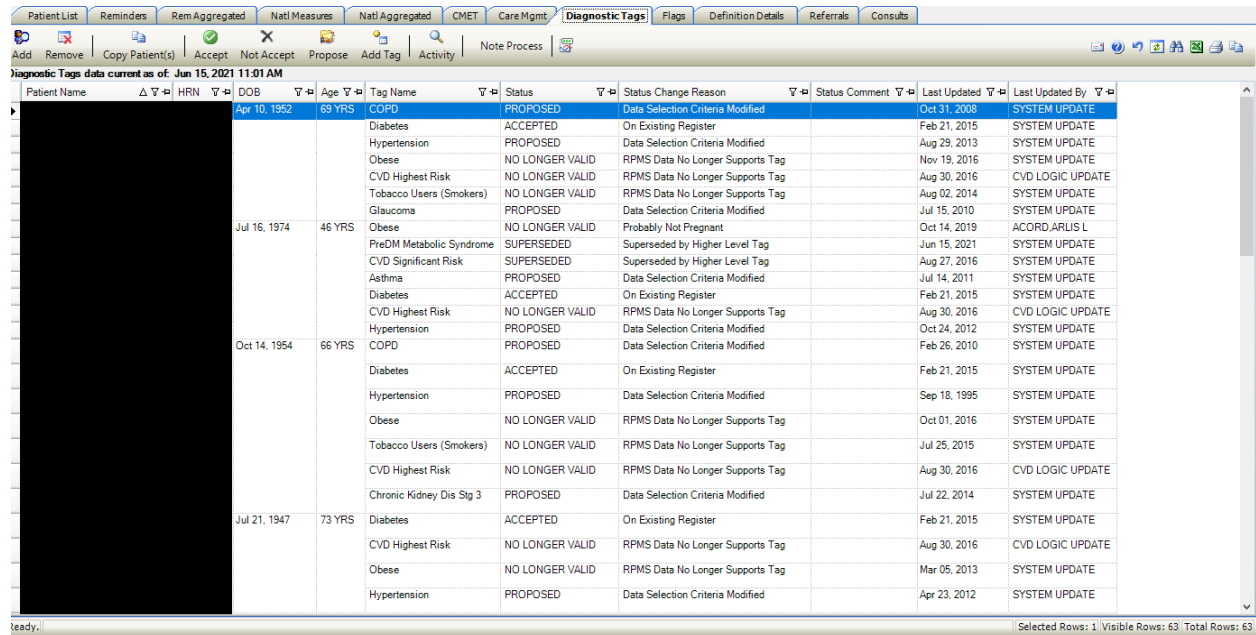 Patient List Reminders Rem Aggregated Natl Measures Natl Aggregated CMET Care Mgmt Diagnostic Tags Flags Definition Details Referrals Consults
Add Remove Copy Patient(s) Accept Not Accept Propose Add Tag Activity Note Process
Diagnostic Tags data current as of: Jun 15, 2021 11:01 AM
Patient Name HRN DOB Age Tag Name Status Status Change Reason Status Comment Last Updated Last Updated By
Apr 10, 1952 69 YRS COPD PROPOSED Data Selection Criteria Modified Oct 31, 2008 SYSTEM UPDATE
Diabetes ACCEPTED On Existing Register Feb 21, 2015 SYSTEM UPDATE
Hypertension PROPOSED Data Selection Criteria Modified Aug 29, 2013 SYSTEM UPDATE
Obese NO LONGER VALID RPMS Data No Longer Supports Tag Nov 19, 2016 SYSTEM UPDATE
CVD Highest Risk NO LONGER VALID RPMS Data No Longer Supports Tag Aug 30, 2016 CVD LOGIC UPDATE
Tobacco Users (Smokers) NO LONGER VALID RPMS Data No Longer Supports Tag Aug 02, 2014 SYSTEM UPDATE
Glaucoma PROPOSED Data Selection Criteria Modified Jul 15, 2010 SYSTEM UPDATE
Jul 16, 1974 46 YRS Obese NO LONGER VALID Probably Not Pregnant Oct 14, 2019 ACORD,ARLIS L
PreDM Metabolic Syndrome SUPERSEDED Superseded by Higher Level Tag Jun 15, 2021 SYSTEM UPDATE
CVD Significant Risk SUPERSEDED Superseded by Higher Level Tag Aug 27, 2016 SYSTEM UPDATE
Asthma PROPOSED Data Selection Criteria Modified Jul 14, 2011 SYSTEM UPDATE
Diabetes ACCEPTED On Existing Register Feb 21, 2015 SYSTEM UPDATE
CVD Highest Risk NO LONGER VALID RPMS Data No Longer Supports Tag Aug 30, 2016 CVD LOGIC UPDATE
Hypertension PROPOSED Data Selection Criteria Modified Oct 24, 2012 SYSTEM UPDATE
Oct 14, 1954 66 YRS COPD PROPOSED Data Selection Criteria Modified Feb 26, 2010 SYSTEM UPDATE
Diabetes ACCEPTED On Existing Register Feb 21, 2015 SYSTEM UPDATE
Hypertension PROPOSED Data Selection Criteria Modified Sep 18, 1995 SYSTEM UPDATE
Obese NO LONGER VALID RPMS Data No Longer Supports Tag Oct 01, 2016 SYSTEM UPDATE
Tobacco Users (Smokers) NO LONGER VALID RPMS Data No Longer Supports Tag Jul 25, 2015 SYSTEM UPDATE
CVD Highest Risk NO LONGER VALID RPMS Data No Longer Supports Tag Aug 30, 2016 CVD LOGIC UPDATE
Chronic Kidney Dis Stg 3 PROPOSED Data Selection Criteria Modified Jul 22, 2014 SYSTEM UPDATE
Jul 21, 1947 73 YRS Diabetes ACCEPTED On Existing Register Feb 21, 2015 SYSTEM UPDATE
CVD Highest Risk NO LONGER VALID RPMS Data No Longer Supports Tag Aug 30, 2016 CVD LOGIC UPDATE
Obese NO LONGER VALID RPMS Data No Longer Supports Tag Mar 05, 2013 SYSTEM UPDATE
Hypertension PROPOSED Data Selection Criteria Modified Apr 23, 2012 SYSTEM UPDATE
Ready. Selected Rows: 1 Visible Rows: 63 Total Rows: 63